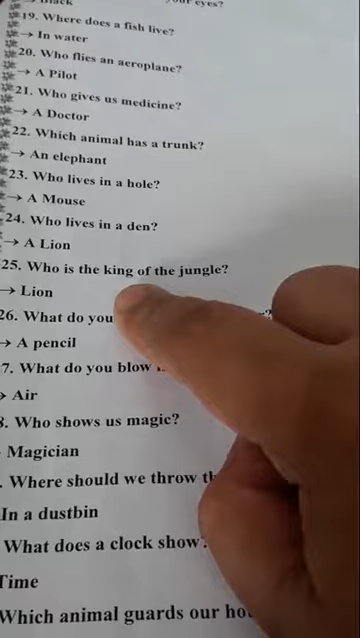 → Black your eyes?
19. Where does a fish live?
→ In water
20. Who flies an aeroplane?
→ A Pilot
21. Who gives us medicine?
→ A Doctor
22. Which animal has a trunk?
→ An elephant
23. Who lives in a hole?
→ A Mouse
24. Who lives in a den?
→ A Lion
25. Who is the king of the jungle?
→ Lion
26. What do you ?
→ A pencil
7. What do you blow
→ Air
8. Who shows us magic?
Magician
. Where should we throw
In a dustbin
What does a clock show?
Time
Which animal guards our